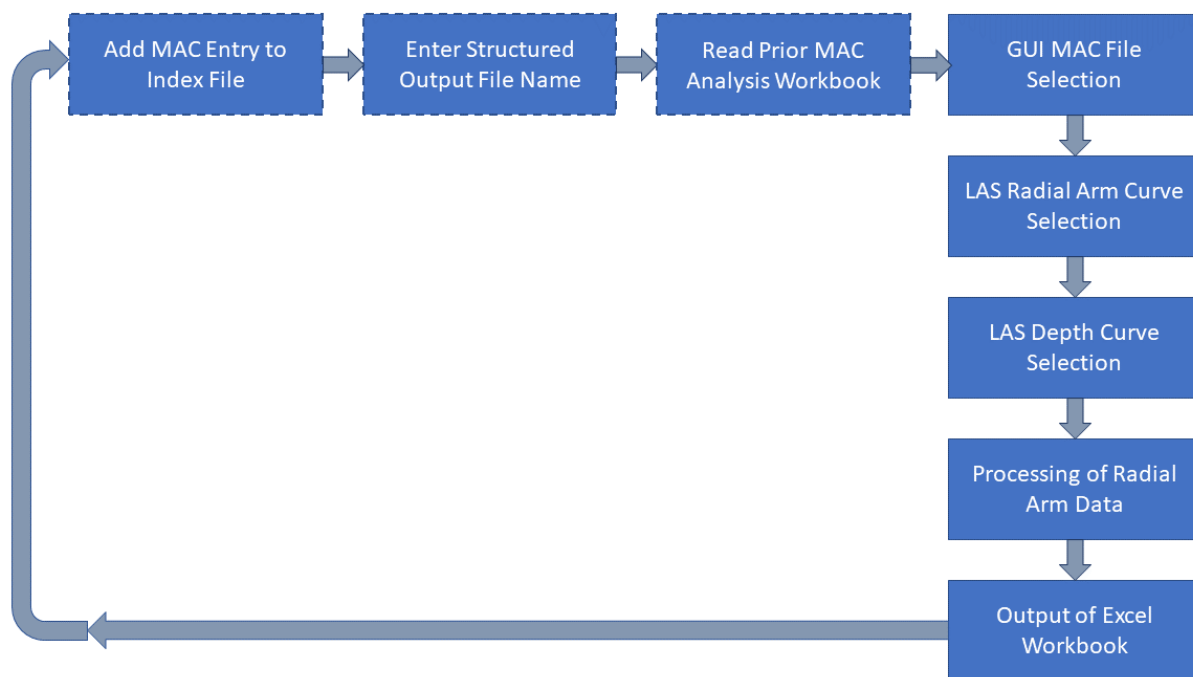 Add MAC Entry to
Index File
Enter Structured
Output File Name
Read Prior MAC
Analysis Workbook
GUI MAC File
Selection
LAS Radial Arm Curve
Selection
LAS Depth Curve
Selection
Processing of Radial
Arm Data
Output of Excel
Workbook